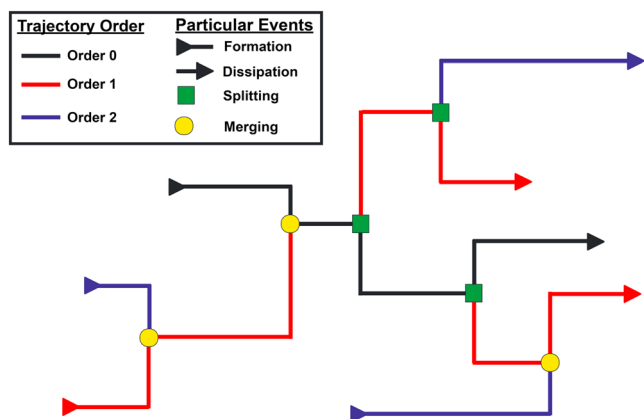 Trajectory Order
Order 0
Order 1
Order 2
Particular Events
Formation
Dissipation
Splitting
Merging